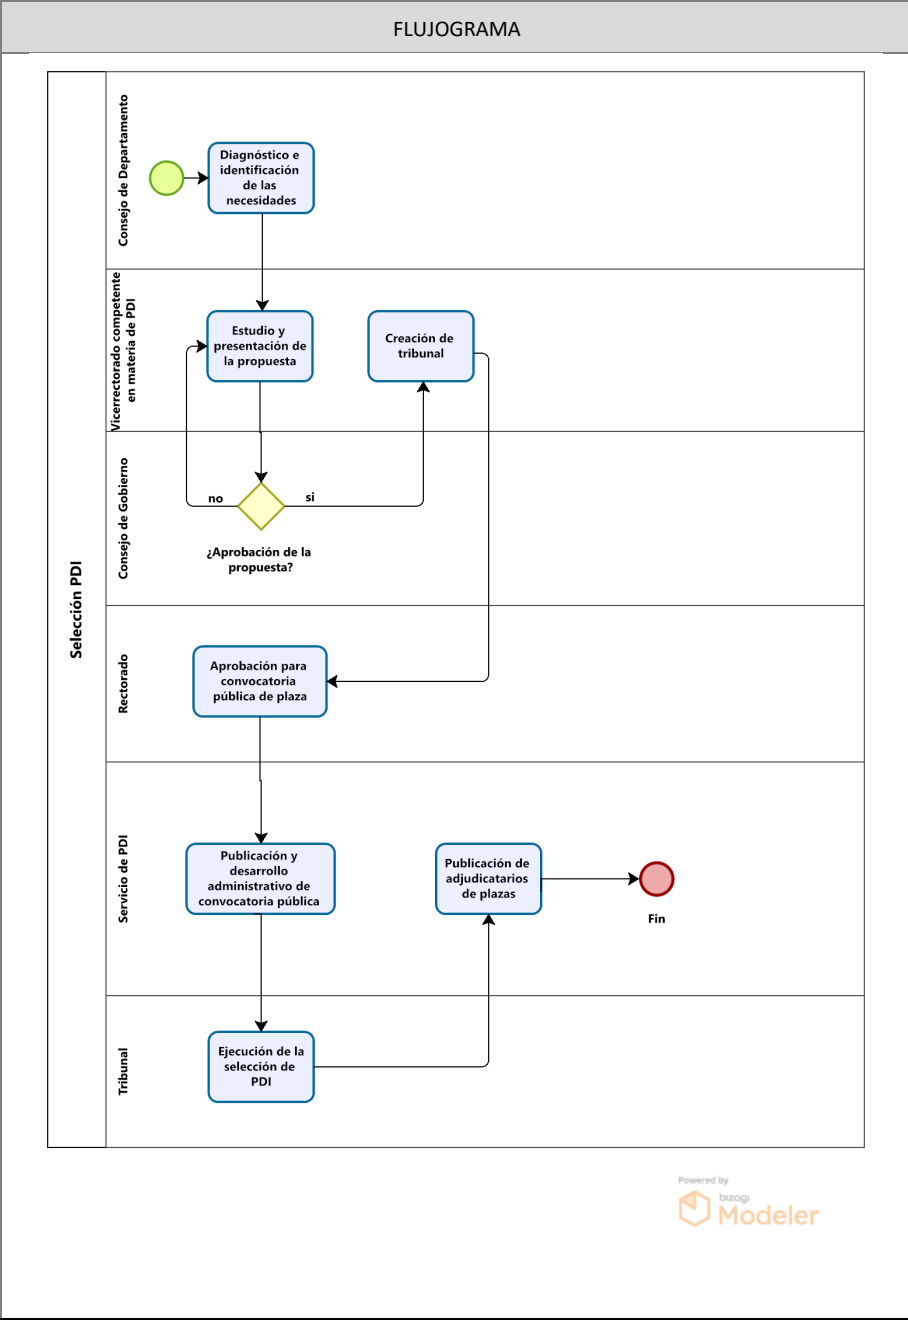 FLUJOGRAMA
Selección PDI
Consejo de Departamento
Diagnóstico e
identificación
de las
necesidades
Vicerrectorado competente
en materia de PDI
Estudio y
presentación de
la propuesta
Creación de
tribunal
Consejo de Gobierno
no
si
¿Aprobación de la
propuesta?
Rectorado
Aprobación para
convocatoria
pública de plaza
Servicio de PDI
Publicación y
desarrollo
administrativo de
convocatoria pública
Publicación de
adjudicatarios
de plazas
Fin
Tribunal
Ejecución de la
selección de
PDI
Powered by
bizagi
Modeler